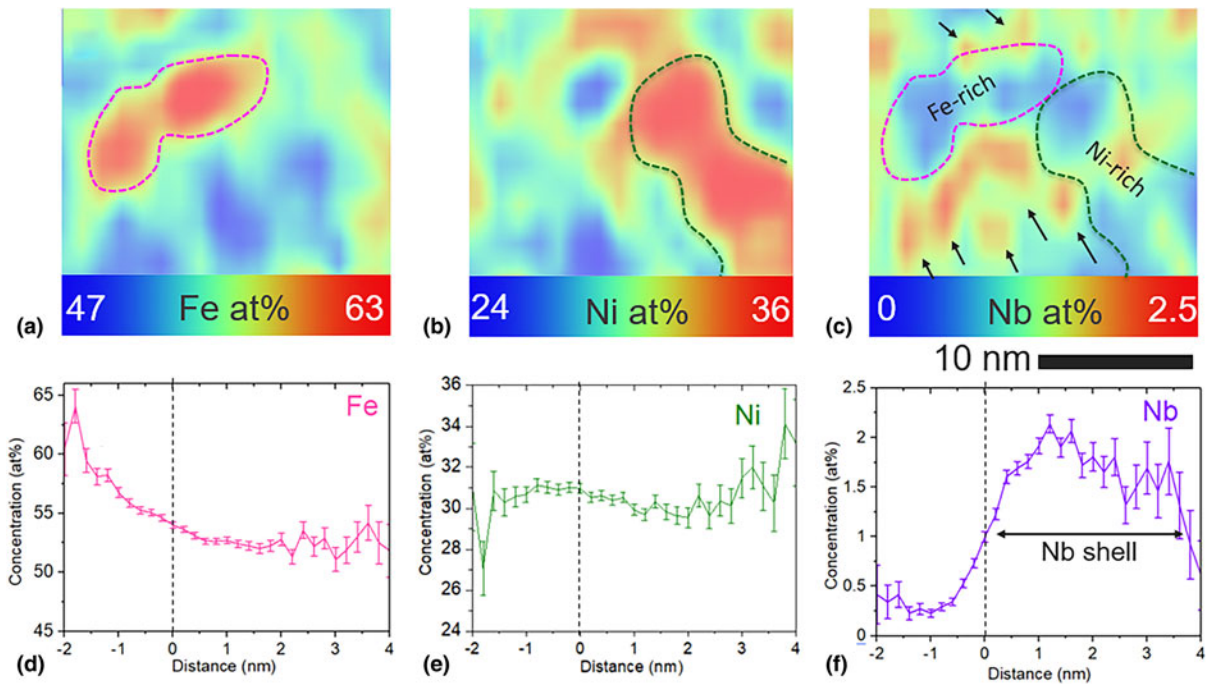 Fe-rich
Ni-rich
47 Fe at% 63
24 Ni at% 36
0 Nb at% 2.5
(a)
(b)
(c)
10 nm
Fe
Concentration (at%)
65
60
55
50
45
-2 -1 0 1 2 3 4
Distance (nm)
(d)
Ni
Concentration (at%)
36
34
32
30
28
26
24
-2 -1 0 1 2 3 4
Distance (nm)
(e)
Nb
Concentration (at%)
2.5
2
1.5
1
0.5
0
Nb shell
-2 -1 0 1 2 3 4
Distance (nm)
(f)